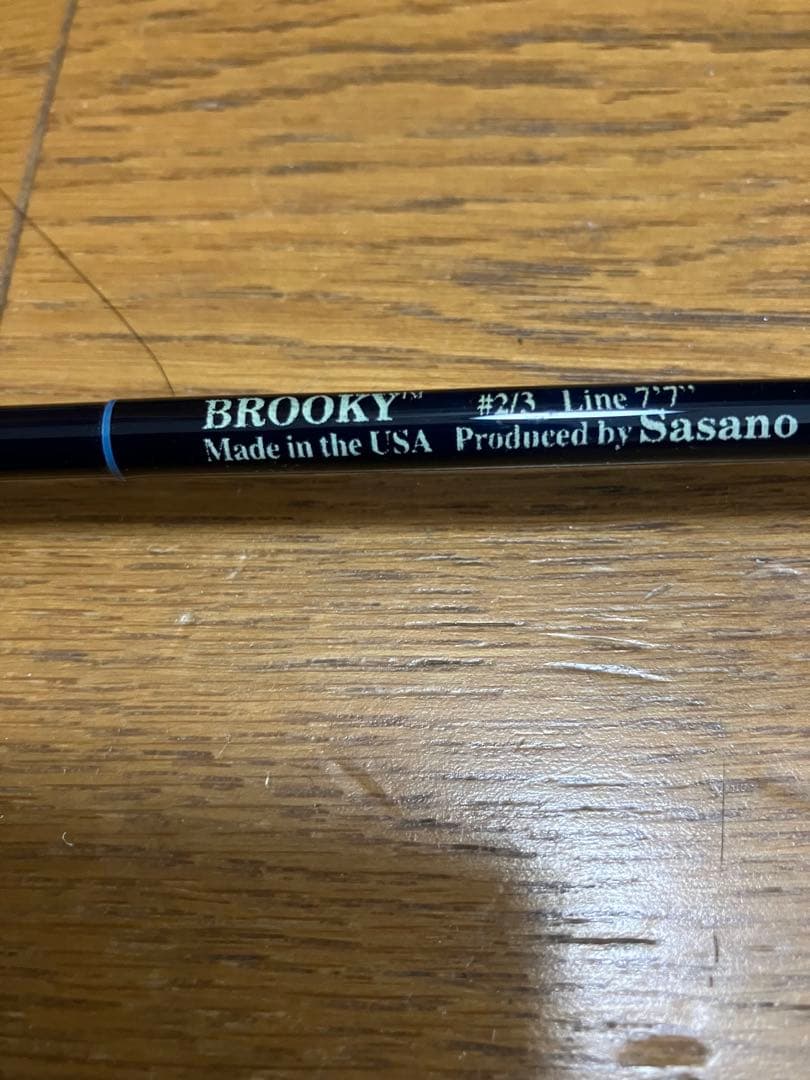 BROOKY™ #2/3 Line 7'7"
Made in the USA Produced by Sasano